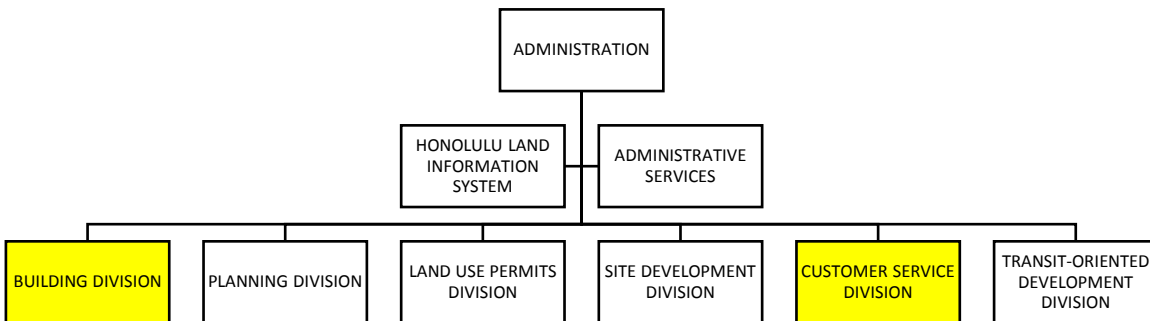 ADMINISTRATION
HONOLULU LAND
INFORMATION
SYSTEM
ADMINISTRATIVE
SERVICES
BUILDING DIVISION
PLANNING DIVISION
LAND USE PERMITS
DIVISION
SITE DEVELOPMENT
DIVISION
CUSTOMER SERVICE
DIVISION
TRANSIT-ORIENTED
DEVELOPMENT
DIVISION